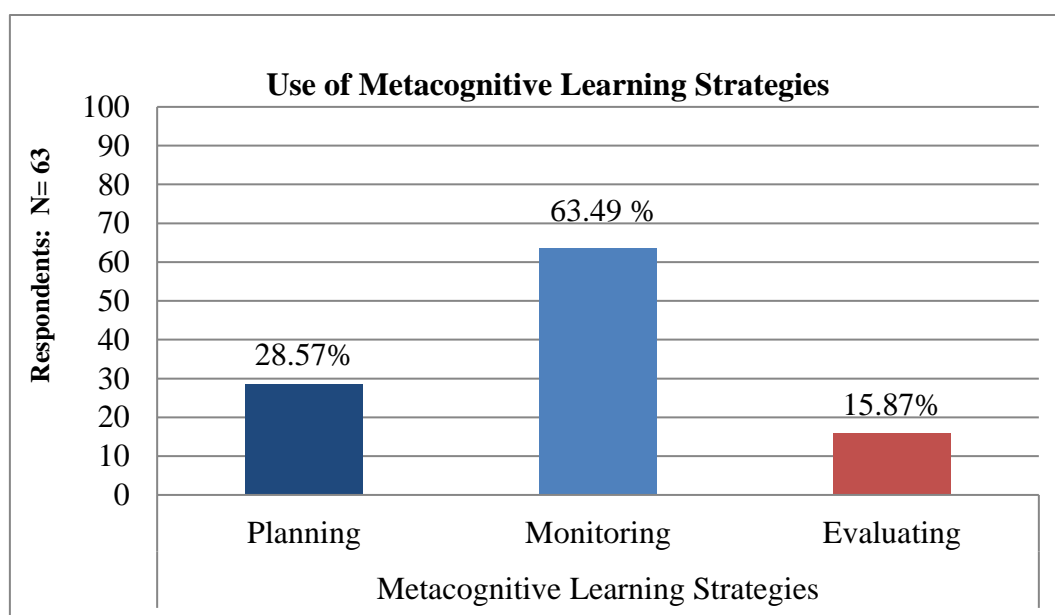 Use of Metacognitive Learning Strategies
Respondents: N= 63
100
90
80
70
60
50
40
30
20
10
0
28.57%
63.49 %
15.87%
Planning
Monitoring
Evaluating
Metacognitive Learning Strategies